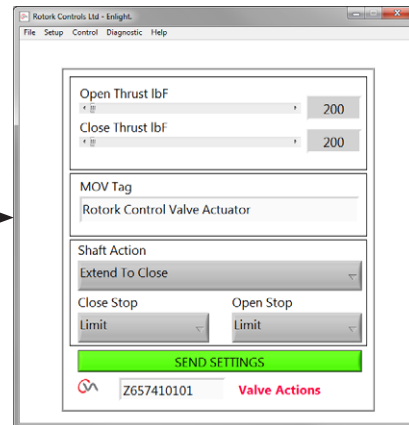 Rotork Controls Ltd - Enlight.
File Setup Control Diagnostic Help
Open Thrust lbF
200
Close Thrust lbF
200
MOV Tag
Rotork Control Valve Actuator
Shaft Action
Extend To Close
Close Stop Open Stop
Limit Limit
SEND SETTINGS
Z657410101 Valve Actions